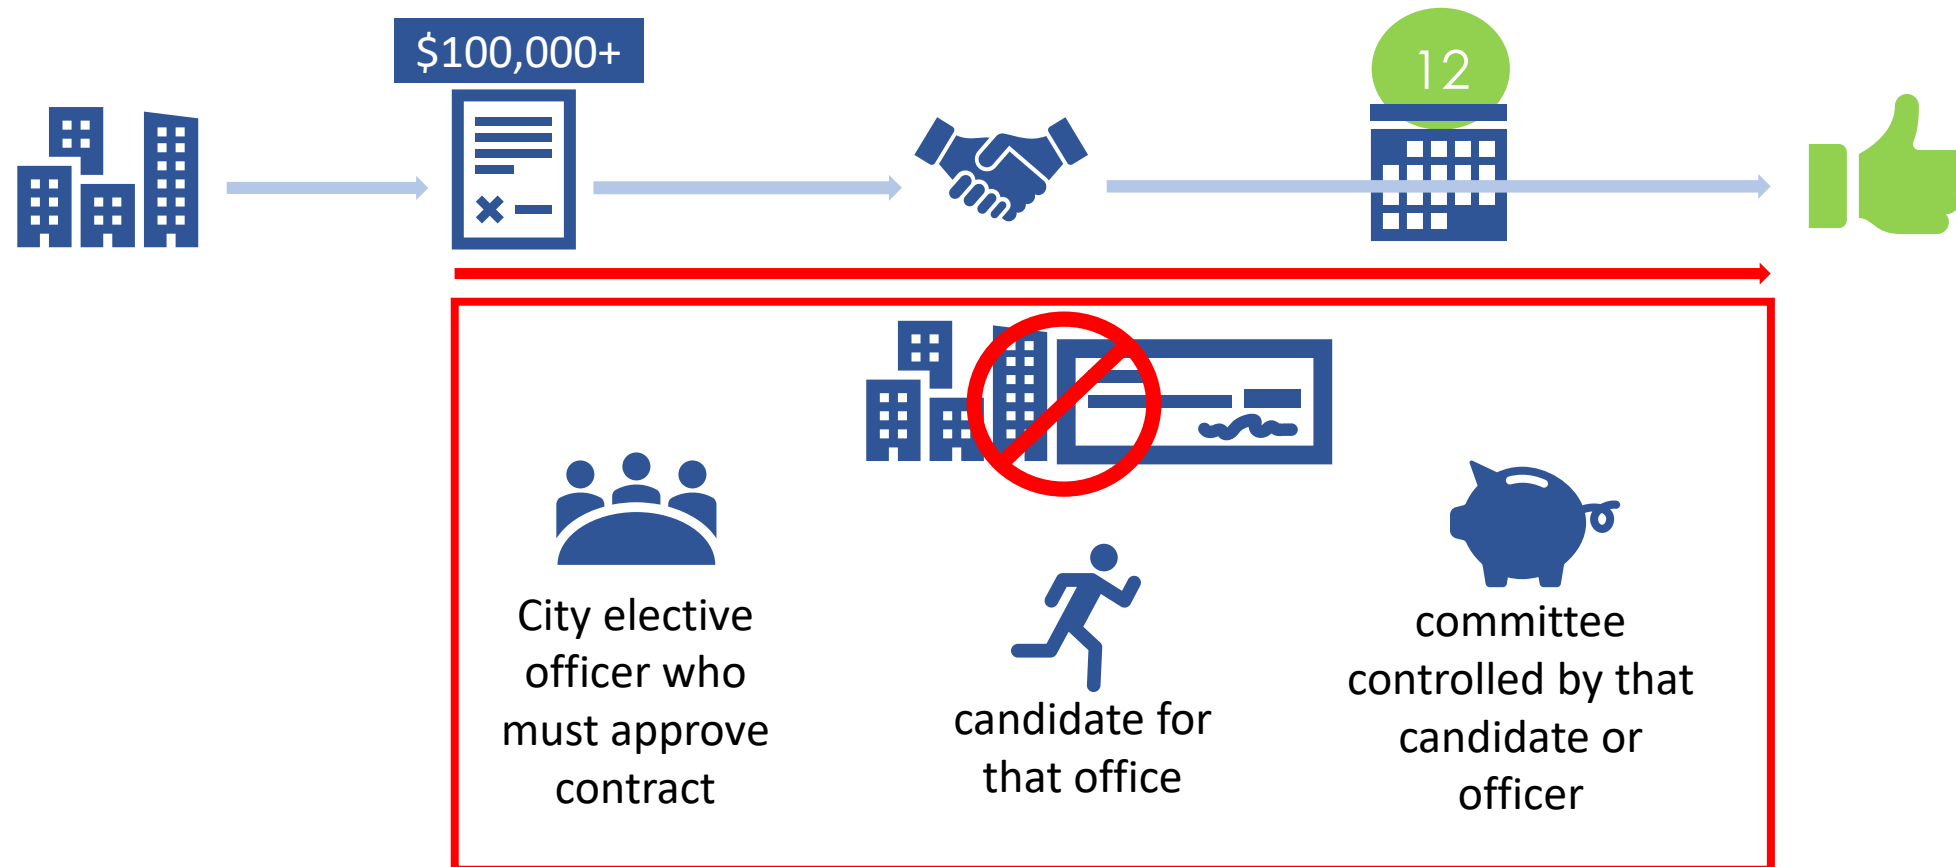 $100,000+
12
City elective
officer who
must approve
contract
candidate for
that office
committee
controlled by that
candidate or
officer